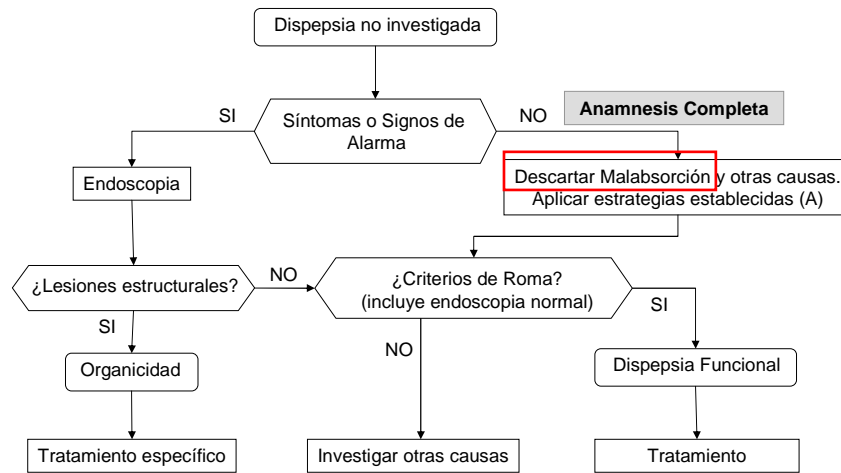 Dispepsia no investigada
SI
Síntomas o Signos de
Alarma
NO
Anamnesis Completa
Endoscopia
Descartar Malabsorción y otras causas.
Aplicar estrategias establecidas (A)
¿Lesiones estructurales?
NO
¿Criterios de Roma?
(incluye endoscopia normal)
SI
SI
NO
Organicidad
Dispepsia Funcional
Tratamiento específico
Investigar otras causas
Tratamiento